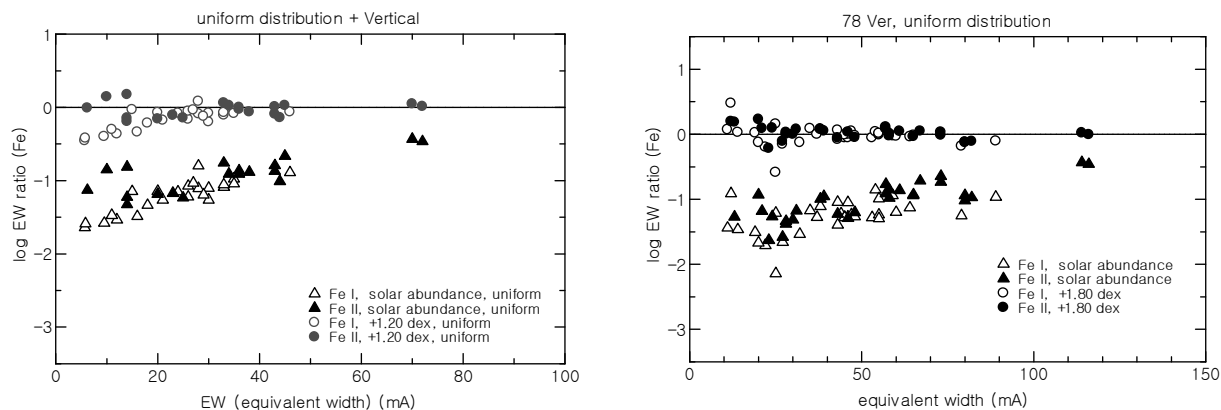 uniform distribution + Vertical
1
0
−1
−2
−3
log EW ratio (Fe)
Fe I, solar abundance, uniform
Fe II, solar abundance, uniform
Fe I, +1.20 dex, uniform
Fe II, +1.20 dex, uniform
0 20 40 60 80 100
EW (equivalent width) (mA)
78 Ver, uniform distribution
1
0
−1
−2
−3
log EW ratio (Fe)
Fe I, solar abundance
Fe II, solar abundance
Fe I, +1.80 dex
Fe II, +1.80 dex
0 50 100 150
equivalent width (mA)